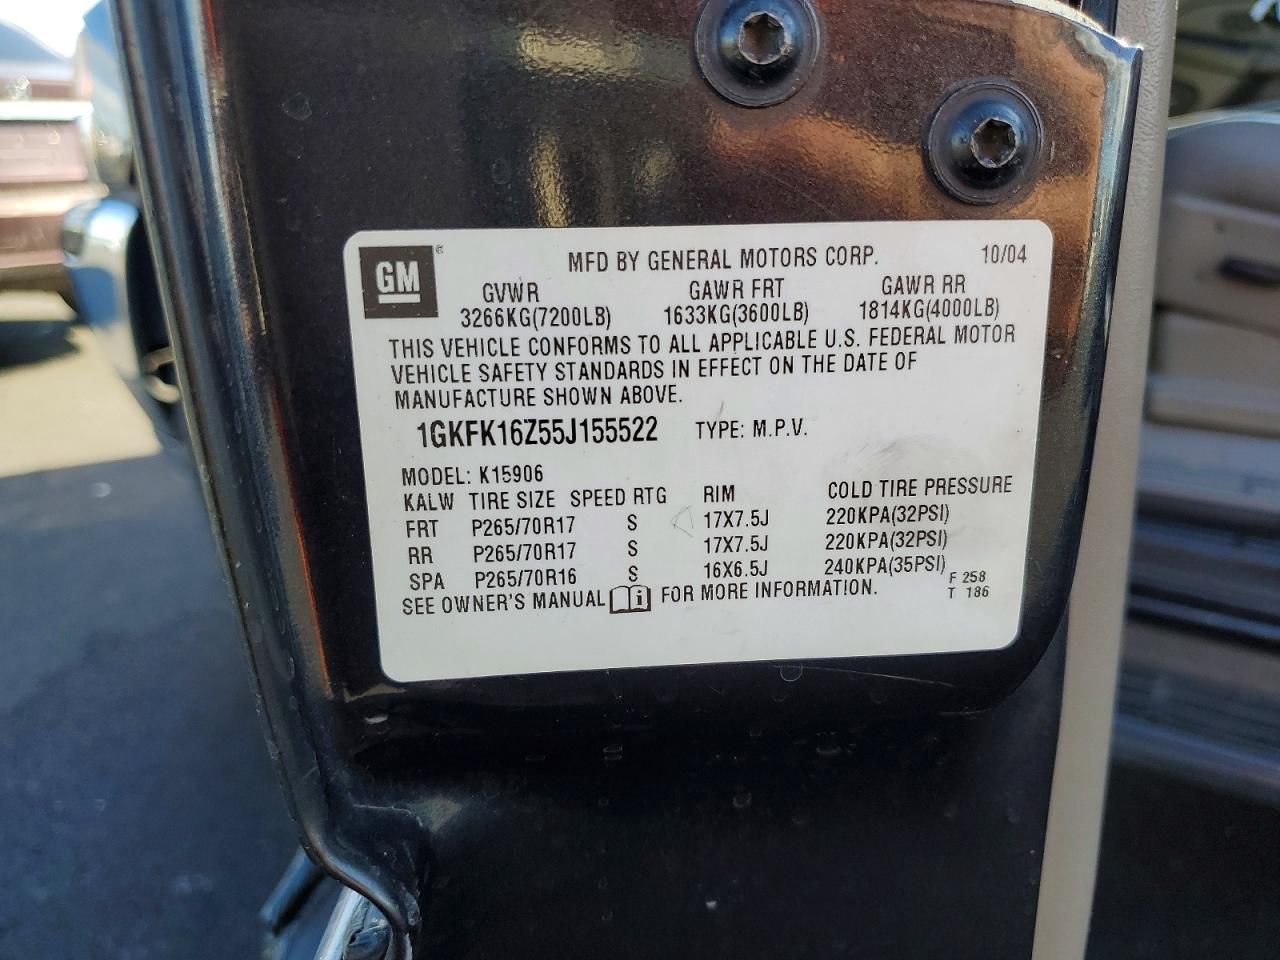 GM ®
MFD BY GENERAL MOTORS CORP. 10/04
GVWR GAWR FRT GAWR RR
3266KG(7200LB) 1633KG(3600LB) 1814KG(4000LB)
THIS VEHICLE CONFORMS TO ALL APPLICABLE U.S. FEDERAL MOTOR
VEHICLE SAFETY STANDARDS IN EFFECT ON THE DATE OF
MANUFACTURE SHOWN ABOVE.
1GKFK16Z55J155522 TYPE: M.P.V.
MODEL: K15906
KALW TIRE SIZE SPEED RTG RIM COLD TIRE PRESSURE
FRT P265/70R17 S 17X7.5J 220KPA(32PSI)
RR P265/70R17 S 17X7.5J 220KPA(32PSI)
SPA P265/70R16 S 16X6.5J 240KPA(35PSI)
SEE OWNER'S MANUAL i FOR MORE INFORMATION.
F 258
T 186